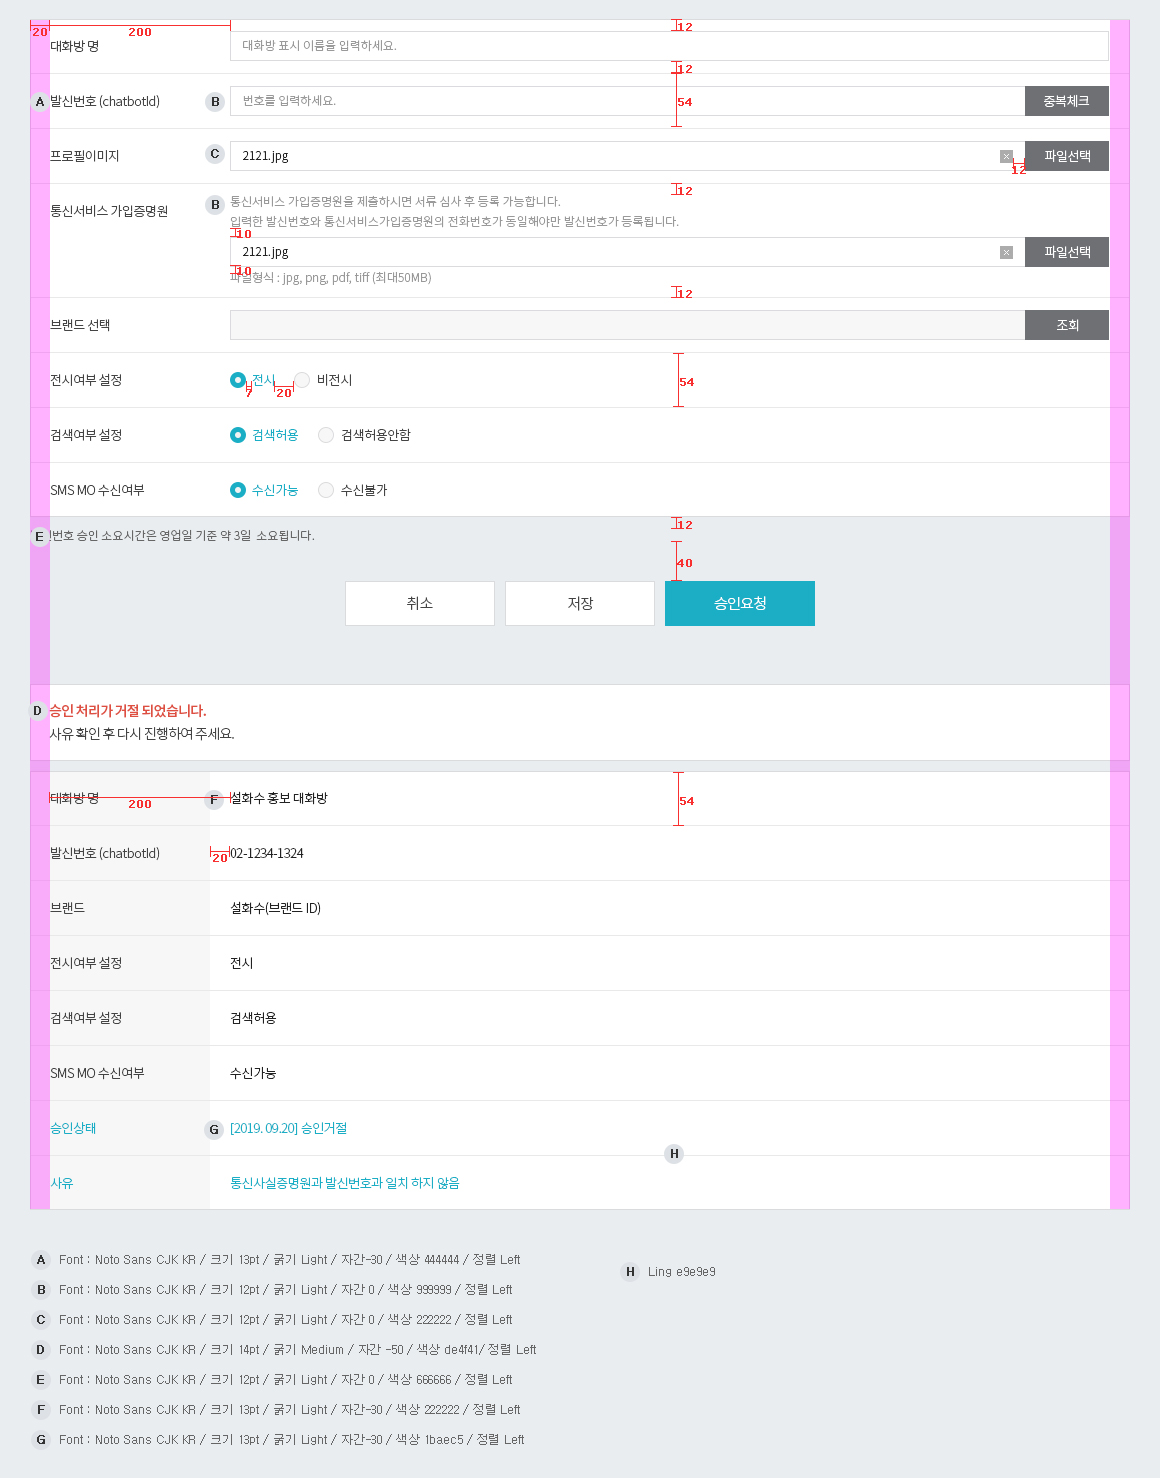 20
200
12
대화방 명
대화방 표시 이름을 입력하세요.
12
A
발신번호 (chatbotId)
B
번호를 입력하세요.
54
중복체크
프로필이미지
C
2121.jpg
12
파일선택
12
통신서비스 가입증명원
B
통신서비스 가입증명원을 제출하시면 서류 심사 후 등록 가능합니다.
입력한 발신번호와 통신서비스가입증명원의 전화번호가 동일해야만 발신번호가 등록됩니다.
10
2121.jpg
파일선택
10
파일형식 : jpg, png, pdf, tiff (최대50MB)
12
브랜드 선택
조회
전시여부 설정
전시
비전시
7
20
54
검색여부 설정
검색허용
검색허용안함
SMS MO 수신여부
수신가능
수신불가
12
E
번호 승인 소요시간은 영업일 기준 약 3일 소요됩니다.
40
취소
저장
승인요청
D
승인 처리가 거절 되었습니다.
사유 확인 후 다시 진행하여 주세요.
대화방 명
200
F
설화수 홍보 대화방
54
발신번호 (chatbotId)
20
02-1234-1324
브랜드
설화수(브랜드 ID)
전시여부 설정
전시
검색여부 설정
검색허용
SMS MO 수신여부
수신가능
승인상태
G
[2019. 09.20] 승인거절
H
사유
통신사실증명원과 발신번호과 일치 하지 않음
A Font : Noto Sans CJK KR / 크기 13pt / 굵기 Light / 자간-30 / 색상 444444 / 정렬 Left
H Ling e9e9e9
B Font : Noto Sans CJK KR / 크기 12pt / 굵기 Light / 자간 0 / 색상 999999 / 정렬 Left
C Font : Noto Sans CJK KR / 크기 12pt / 굵기 Light / 자간 0 / 색상 222222 / 정렬 Left
D Font : Noto Sans CJK KR / 크기 14pt / 굵기 Medium / 자간 -50 / 색상 de4f41/ 정렬 Left
E Font : Noto Sans CJK KR / 크기 12pt / 굵기 Light / 자간 0 / 색상 666666 / 정렬 Left
F Font : Noto Sans CJK KR / 크기 13pt / 굵기 Light / 자간-30 / 색상 222222 / 정렬 Left
G Font : Noto Sans CJK KR / 크기 13pt / 굵기 Light / 자간-30 / 색상 1baec5 / 정렬 Left